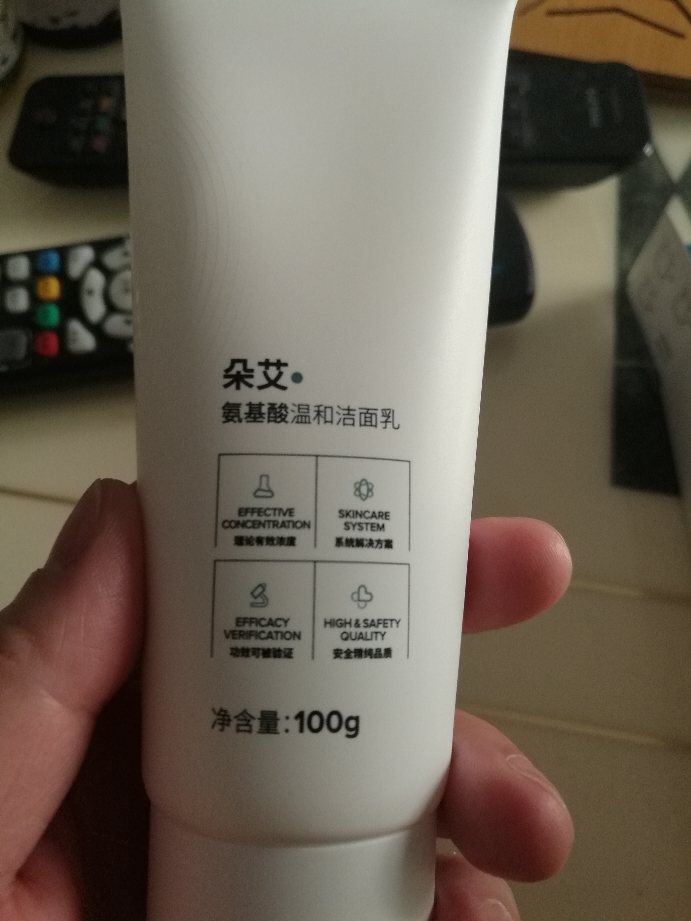 朵艾
氨基酸温和洁面乳
EFFECTIVE
CONCENTRATION
理论有效浓度
SKINCARE
SYSTEM
系统解决方案
EFFICACY
VERIFICATION
功效可被验证
HIGH & SAFETY
QUALITY
安全精纯品质
净含量:100g